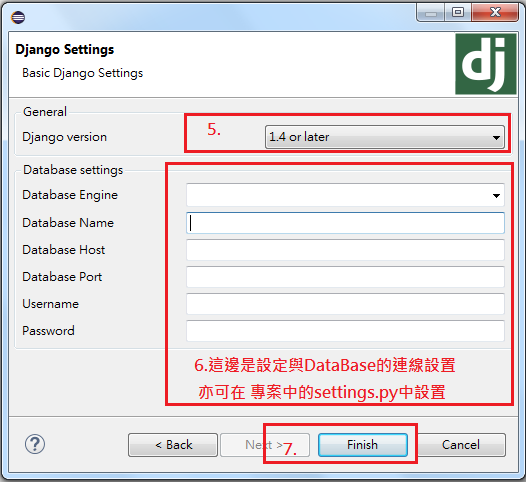 Django Settings
Basic Django Settings
dj
General
Django version
5.
1.4 or later
Database settings
Database Engine
Database Name
Database Host
Database Port
Username
Password
6.這邊是設定與DataBase的連線設置
亦可在 專案中的settings.py中設置
?
< Back
Next >
7.
Finish
Cancel